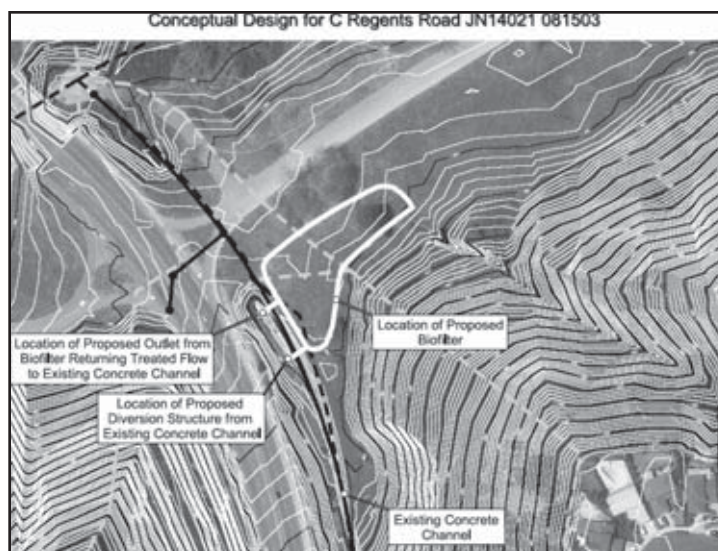 Conceptual Design for C Regents Road JN14021 081503
Location of Proposed Outlet from
Biofilter Returning Treated Flow
to Existing Concrete Channel
Location of Proposed
Biofilter
Location of Proposed
Diversion Structure from
Existing Concrete Channel
Existing Concrete
Channel